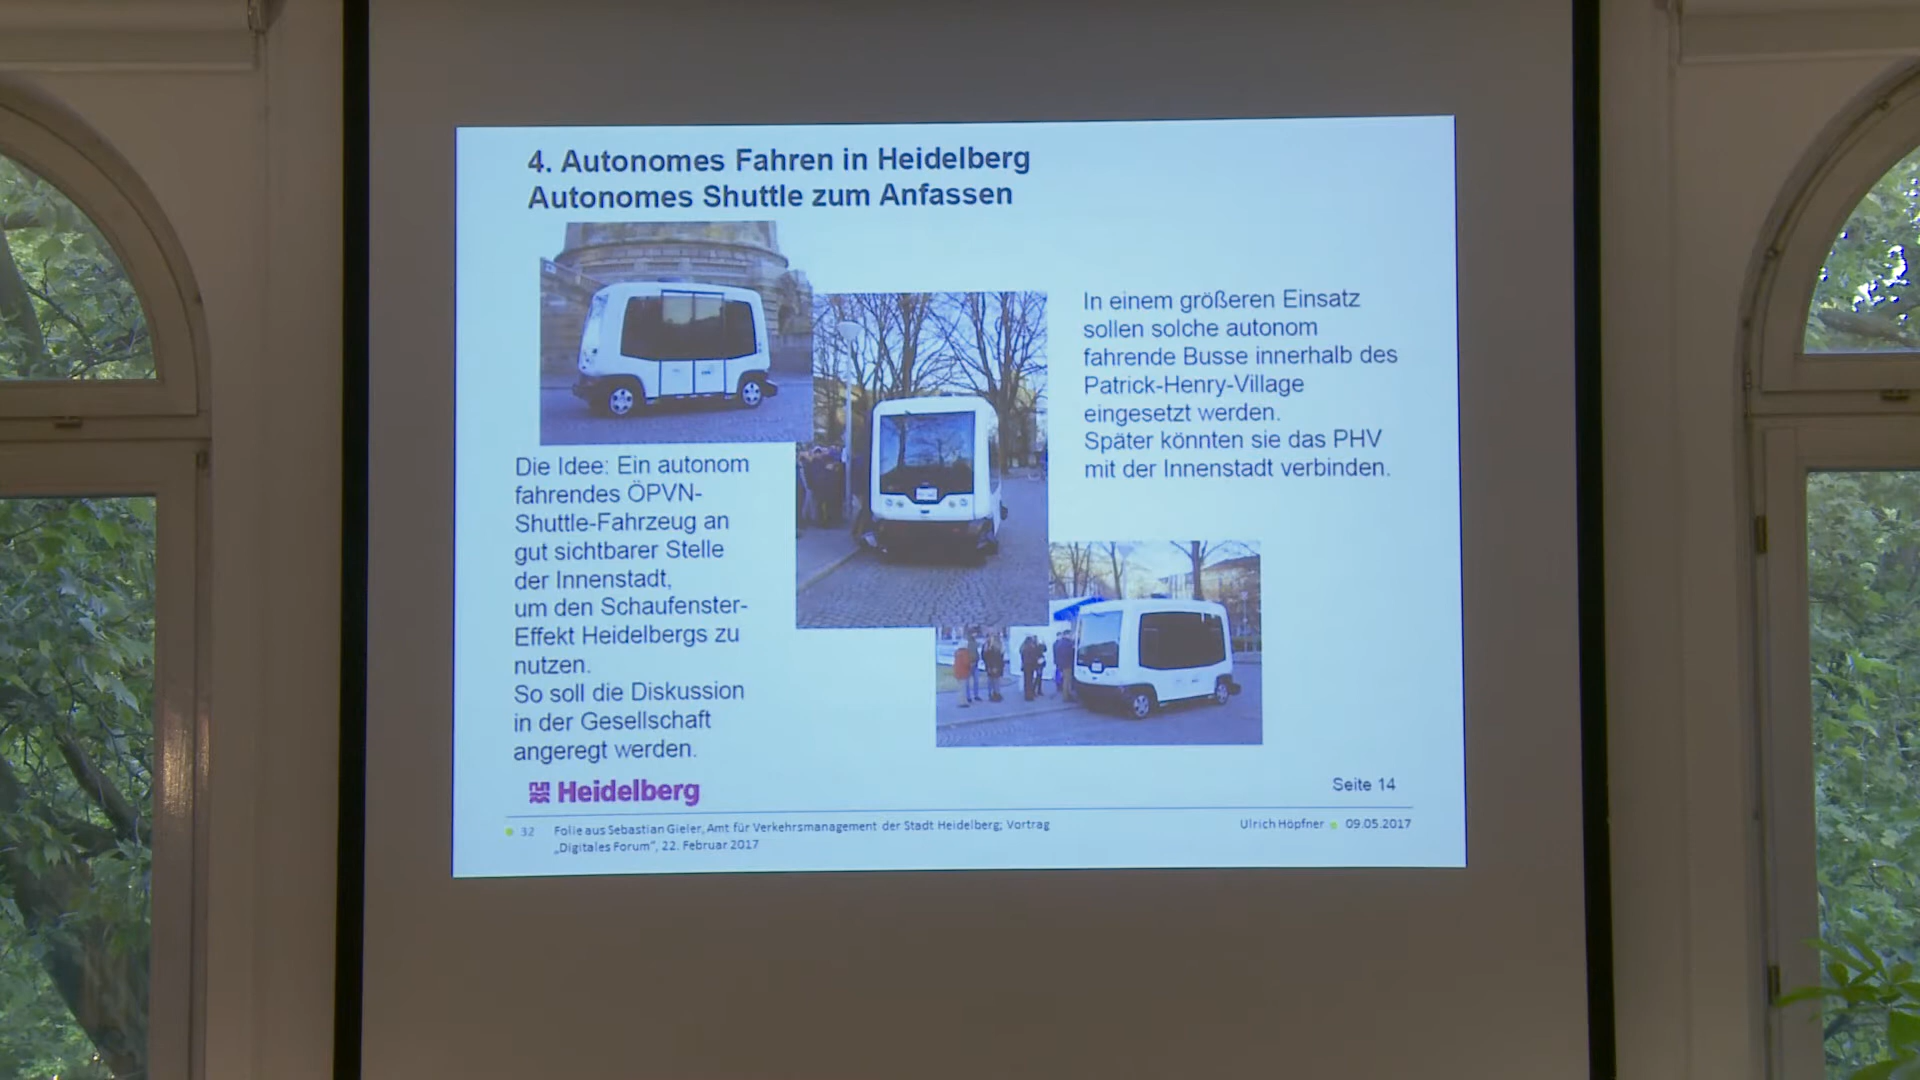 4. Autonomes Fahren in Heidelberg
Autonomes Shuttle zum Anfassen
Die Idee: Ein autonom
fahrendes ÖPVN-
Shuttle-Fahrzeug an
gut sichtbarer Stelle
der Innenstadt,
um den Schaufenster-
Effekt Heidelbergs zu
nutzen.
So soll die Diskussion
in der Gesellschaft
angeregt werden.
In einem größeren Einsatz
sollen solche autonom
fahrende Busse innerhalb des
Patrick-Henry-Village
eingesetzt werden.
Später könnten sie das PHV
mit der Innenstadt verbinden.
Heidelberg
Seite 14
32 Folie aus Sebastian Gieler, Amt für Verkehrsmanagement der Stadt Heidelberg; Vortrag
„Digitales Forum“, 22. Februar 2017
Ulrich Höpfner 09.05.2017